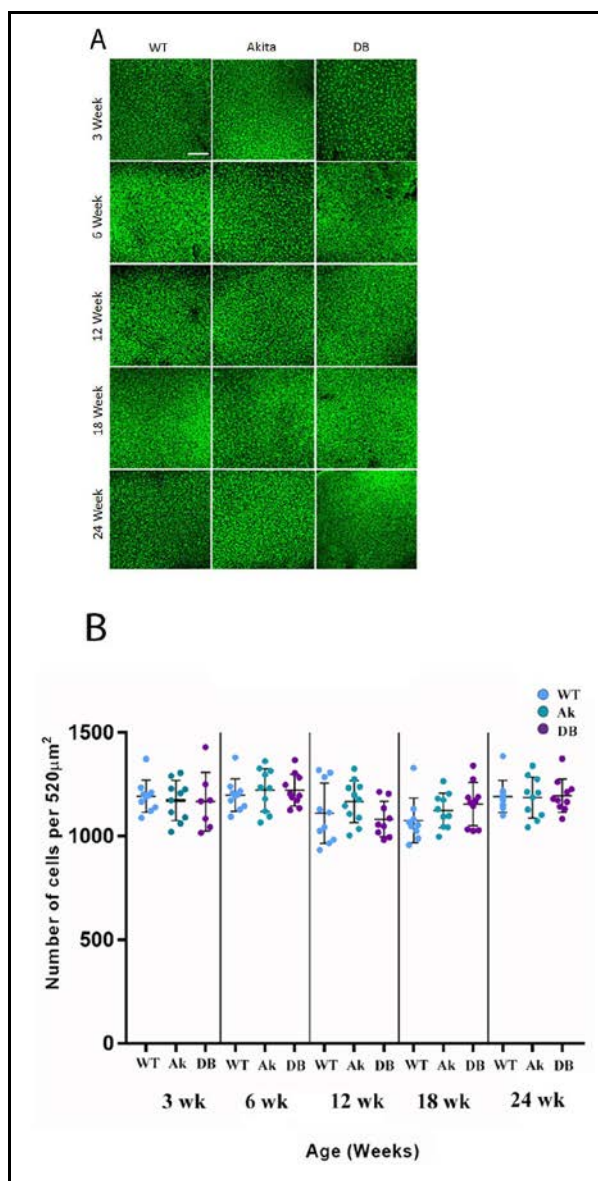 A
WT Akita DB
3 Week
6 Week
12 Week
18 Week
24 Week
B
WT
Ak
DB
Number of cells per 520µm²
1500
1000
500
0
WT Ak DB WT Ak DB WT Ak DB WT Ak DB WT Ak DB
3 wk 6 wk 12 wk 18 wk 24 wk
Age (Weeks)